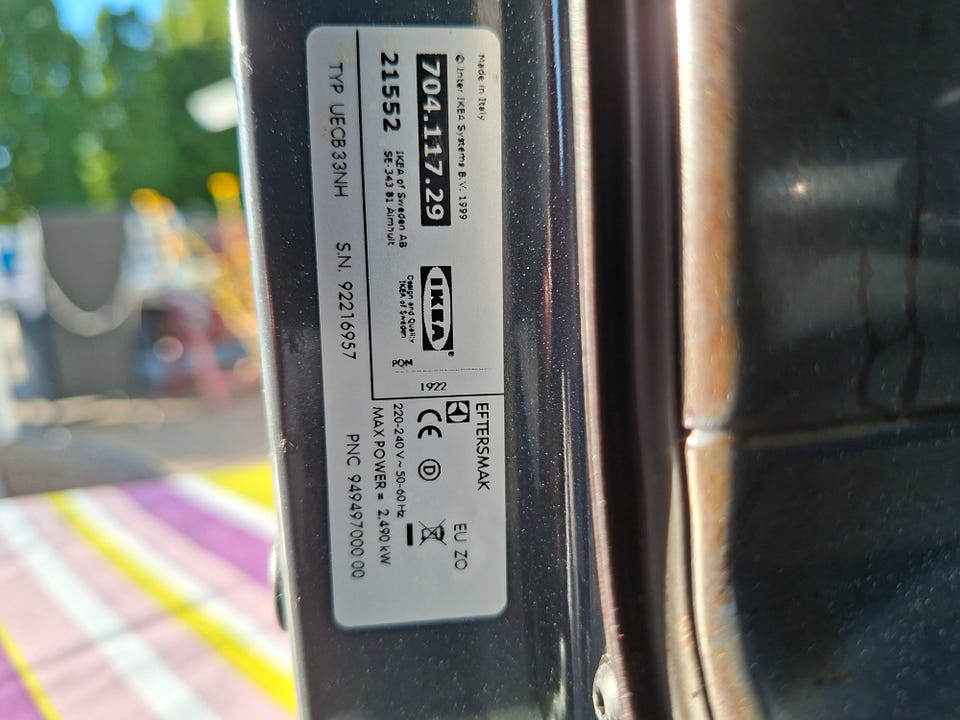 Made in Italy
© Inter IKEA Systems B.V. 1999
704.117.29
21552
IKEA of Sweden AB
SE-343 81 Älmhult
IKEA®
Design and Quality
IKEA of Sweden
PQM
1922
EFTERSMAK
EU ZO
CE
D
220-240 V ~ 50-60 Hz
MAX POWER = 2.490 kW
TYP UECB33NH
S.N. 92216957
PNC 949497000 00